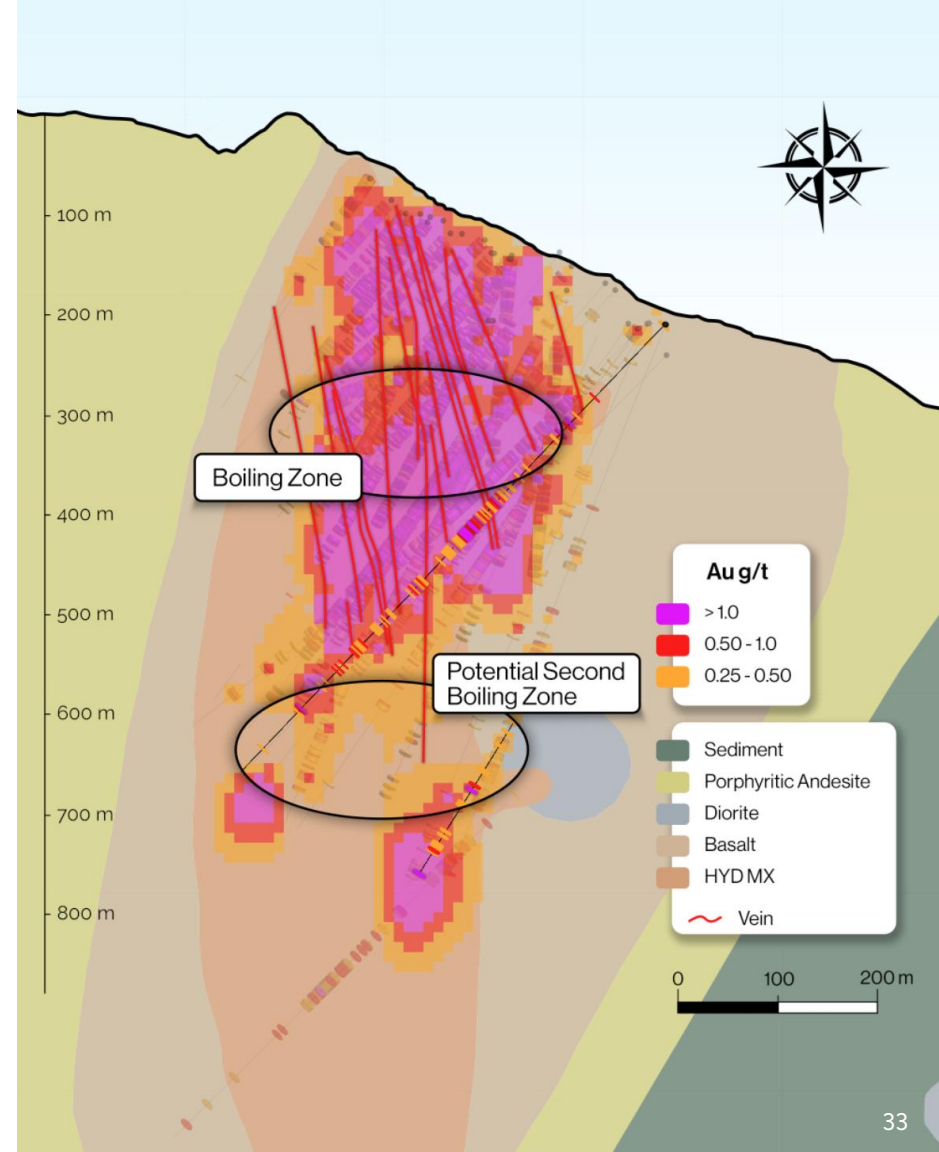 100 m
200 m
300 m
400 m
500 m
600 m
700 m
800 m
Boiling Zone
Potential Second
Boiling Zone
Au g/t
>1.0
0.50 - 1.0
0.25 - 0.50
Sediment
Porphyritic Andesite
Diorite
Basalt
HYD MX
Vein
0 100 200 m
33